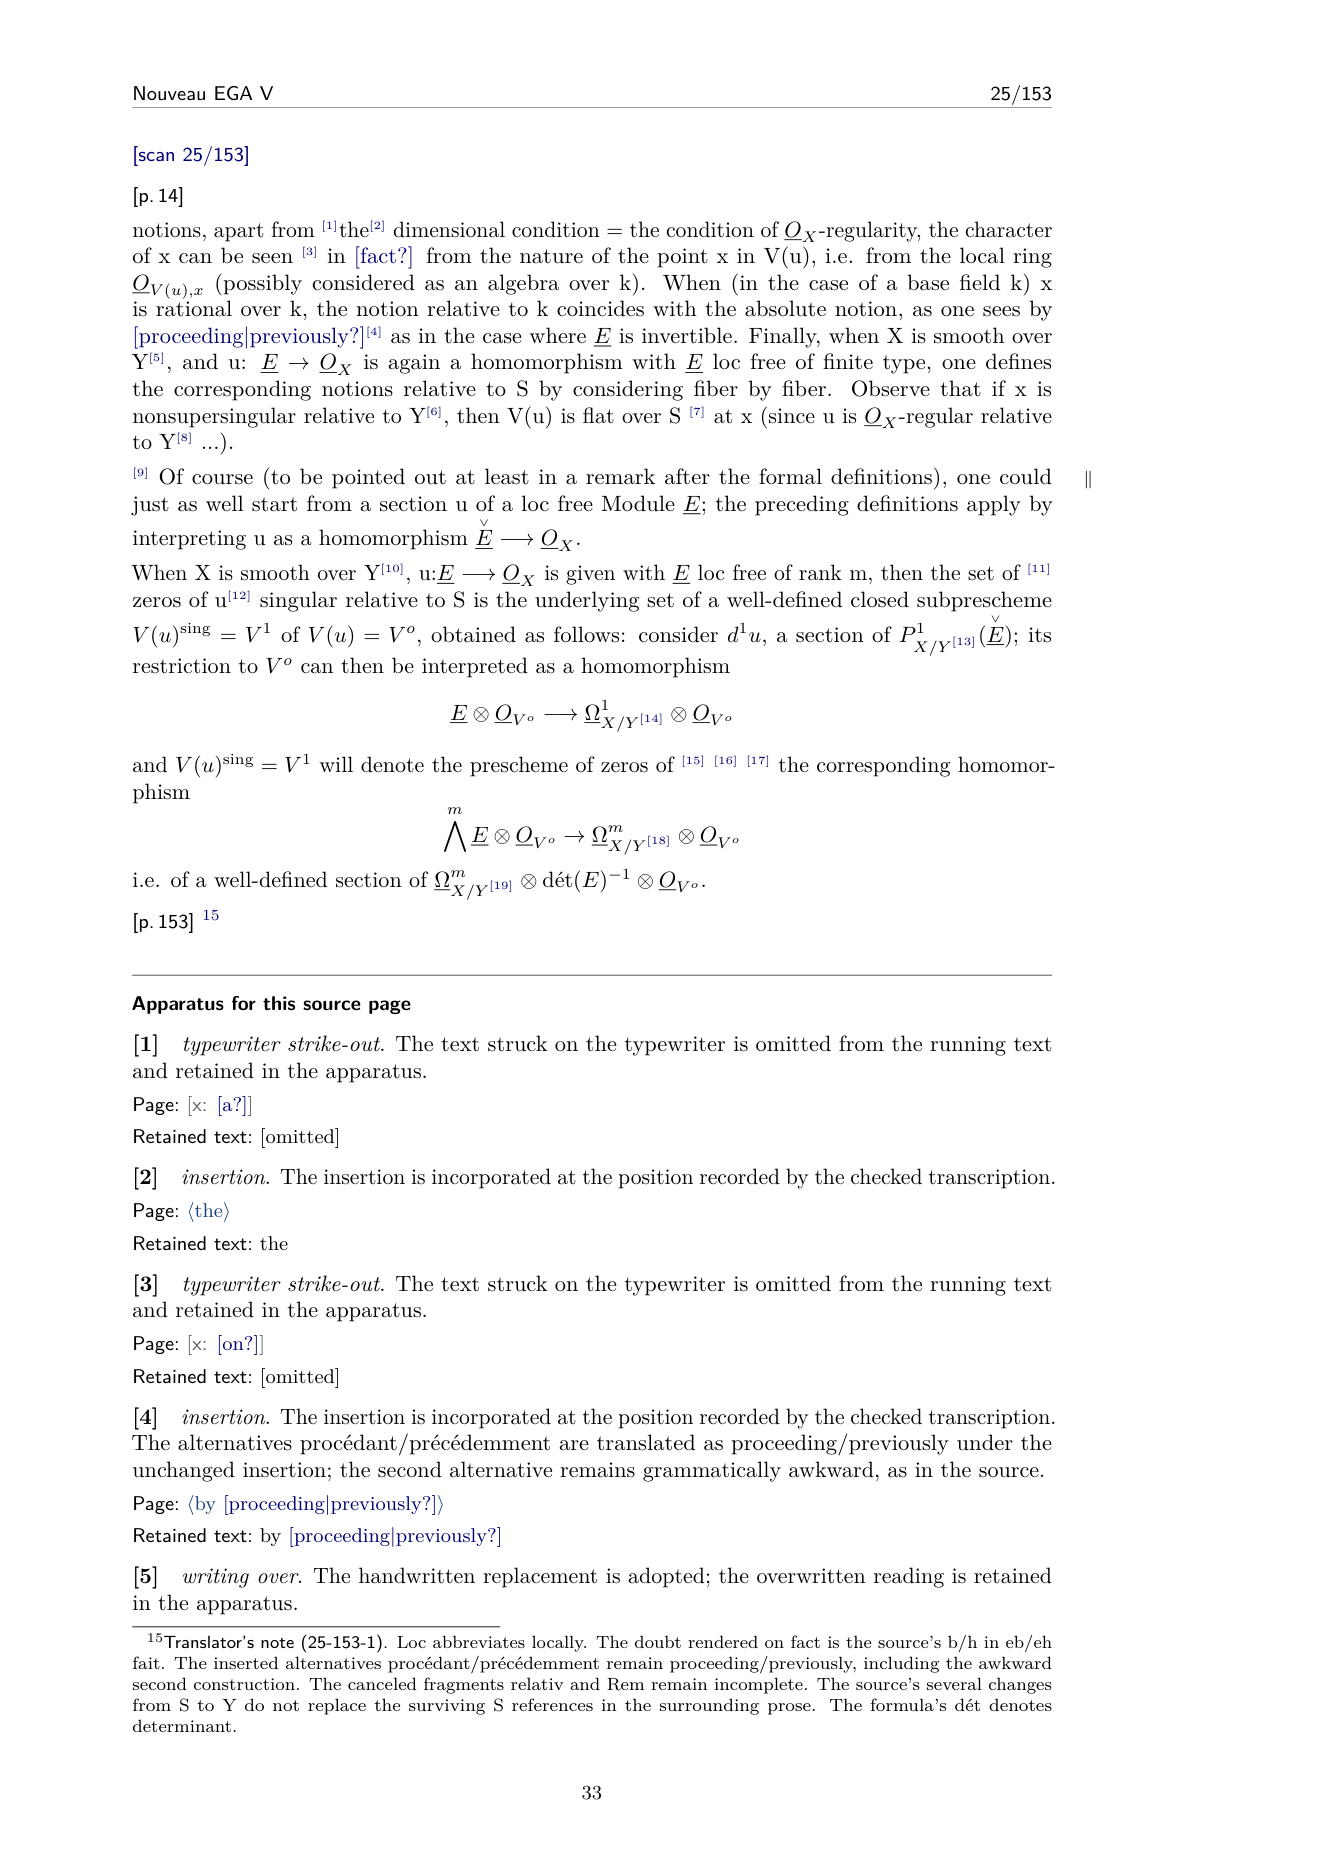 Nouveau EGA V 25/153
[scan 25/153]
[p. 14]
notions, apart from [1]the[2] dimensional condition = the condition of O̲_X-regularity, the character
of x can be seen [3] in [fact?] from the nature of the point x in V(u), i.e. from the local ring
O̲_{V(u),x} (possibly considered as an algebra over k). When (in the case of a base field k) x
is rational over k, the notion relative to k coincides with the absolute notion, as one sees by
[proceeding|previously?][4] as in the case where E̲ is invertible. Finally, when X is smooth over
Y[5], and u: E̲ → O̲_X is again a homomorphism with E̲ loc free of finite type, one defines
the corresponding notions relative to S by considering fiber by fiber. Observe that if x is
nonsupersingular relative to Y[6], then V(u) is flat over S [7] at x (since u is O̲_X-regular relative
to Y[8] ...).
[9] Of course (to be pointed out at least in a remark after the formal definitions), one could ‖
just as well start from a section u of a loc free Module E̲; the preceding definitions apply by
interpreting u as a homomorphism E̲^∨ ⟶ O̲_X.
When X is smooth over Y[10], u:E̲ ⟶ O̲_X is given with E̲ loc free of rank m, then the set of [11]
zeros of u[12] singular relative to S is the underlying set of a well-defined closed subprescheme
V(u)^sing = V^1 of V(u) = V^o, obtained as follows: consider d^1u, a section of P^1_{X/Y[13]}(E̲^∨); its
restriction to V^o can then be interpreted as a homomorphism
E̲ ⊗ O̲_{V^o} ⟶ Ω̲^1_{X/Y[14]} ⊗ O̲_{V^o}
and V(u)^sing = V^1 will denote the prescheme of zeros of [15] [16] [17] the corresponding homomor-
phism
⋀^m E̲ ⊗ O̲_{V^o} → Ω̲^m_{X/Y[18]} ⊗ O̲_{V^o}
i.e. of a well-defined section of Ω̲^m_{X/Y[19]} ⊗ dét(E)^{−1} ⊗ O̲_{V^o}.
[p. 153] 15
Apparatus for this source page
[1] typewriter strike-out. The text struck on the typewriter is omitted from the running text
and retained in the apparatus.
Page: [x: [a?]]
Retained text: [omitted]
[2] insertion. The insertion is incorporated at the position recorded by the checked transcription.
Page: ⟨the⟩
Retained text: the
[3] typewriter strike-out. The text struck on the typewriter is omitted from the running text
and retained in the apparatus.
Page: [x: [on?]]
Retained text: [omitted]
[4] insertion. The insertion is incorporated at the position recorded by the checked transcription.
The alternatives procédant/précédemment are translated as proceeding/previously under the
unchanged insertion; the second alternative remains grammatically awkward, as in the source.
Page: ⟨by [proceeding|previously?]⟩
Retained text: by [proceeding|previously?]
[5] writing over. The handwritten replacement is adopted; the overwritten reading is retained
in the apparatus.
15Translator's note (25-153-1). Loc abbreviates locally. The doubt rendered on fact is the source's b/h in eb/eh
fait. The inserted alternatives procédant/précédemment remain proceeding/previously, including the awkward
second construction. The canceled fragments relativ and Rem remain incomplete. The source's several changes
from S to Y do not replace the surviving S references in the surrounding prose. The formula's dét denotes
determinant.
33